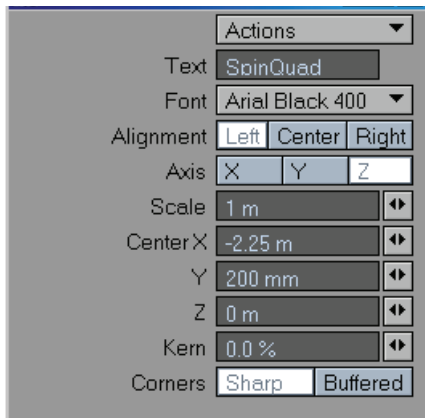 Actions
Text SpinQuad
Font Arial Black 400
Alignment Left Center Right
Axis X Y Z
Scale 1 m
Center X -2.25 m
Y 200 mm
Z 0 m
Kern 0.0 %
Corners Sharp Buffered